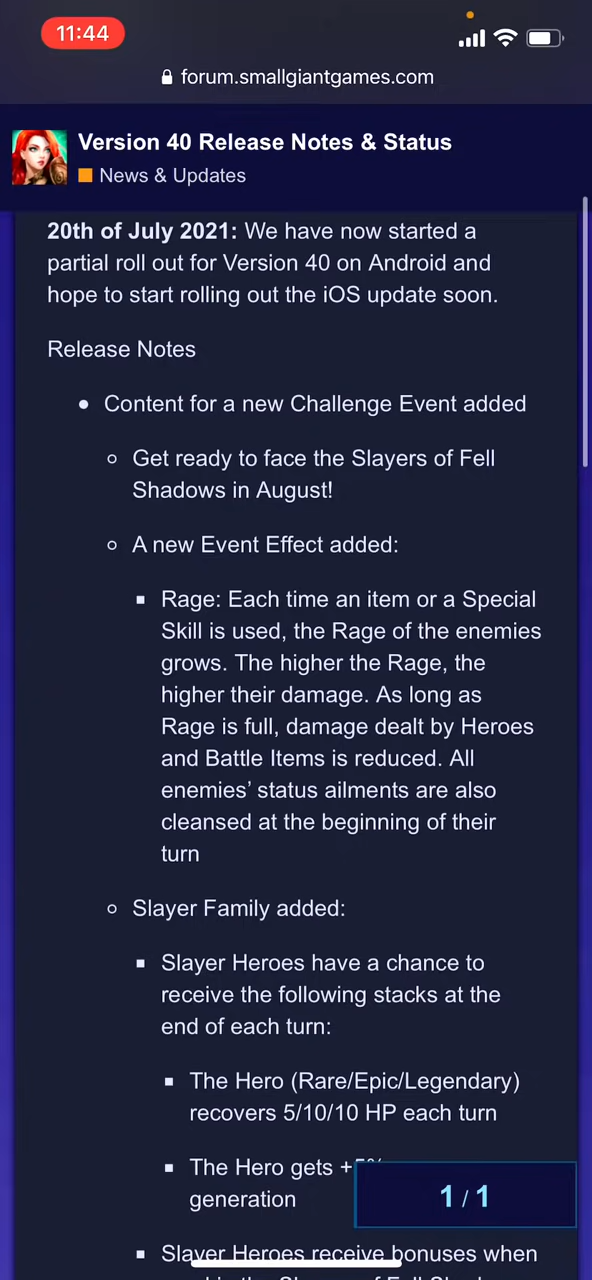 11:44
forum.smallgiantgames.com
Version 40 Release Notes & Status
News & Updates
20th of July 2021: We have now started a
partial roll out for Version 40 on Android and
hope to start rolling out the iOS update soon.
Release Notes
Content for a new Challenge Event added
Get ready to face the Slayers of Fell
Shadows in August!
A new Event Effect added:
Rage: Each time an item or a Special
Skill is used, the Rage of the enemies
grows. The higher the Rage, the
higher their damage. As long as
Rage is full, damage dealt by Heroes
and Battle Items is reduced. All
enemies’ status ailments are also
cleansed at the beginning of their
turn
Slayer Family added:
Slayer Heroes have a chance to
receive the following stacks at the
end of each turn:
The Hero (Rare/Epic/Legendary)
recovers 5/10/10 HP each turn
The Hero gets +5%
generation
1 / 1
Slayer Heroes receive bonuses when